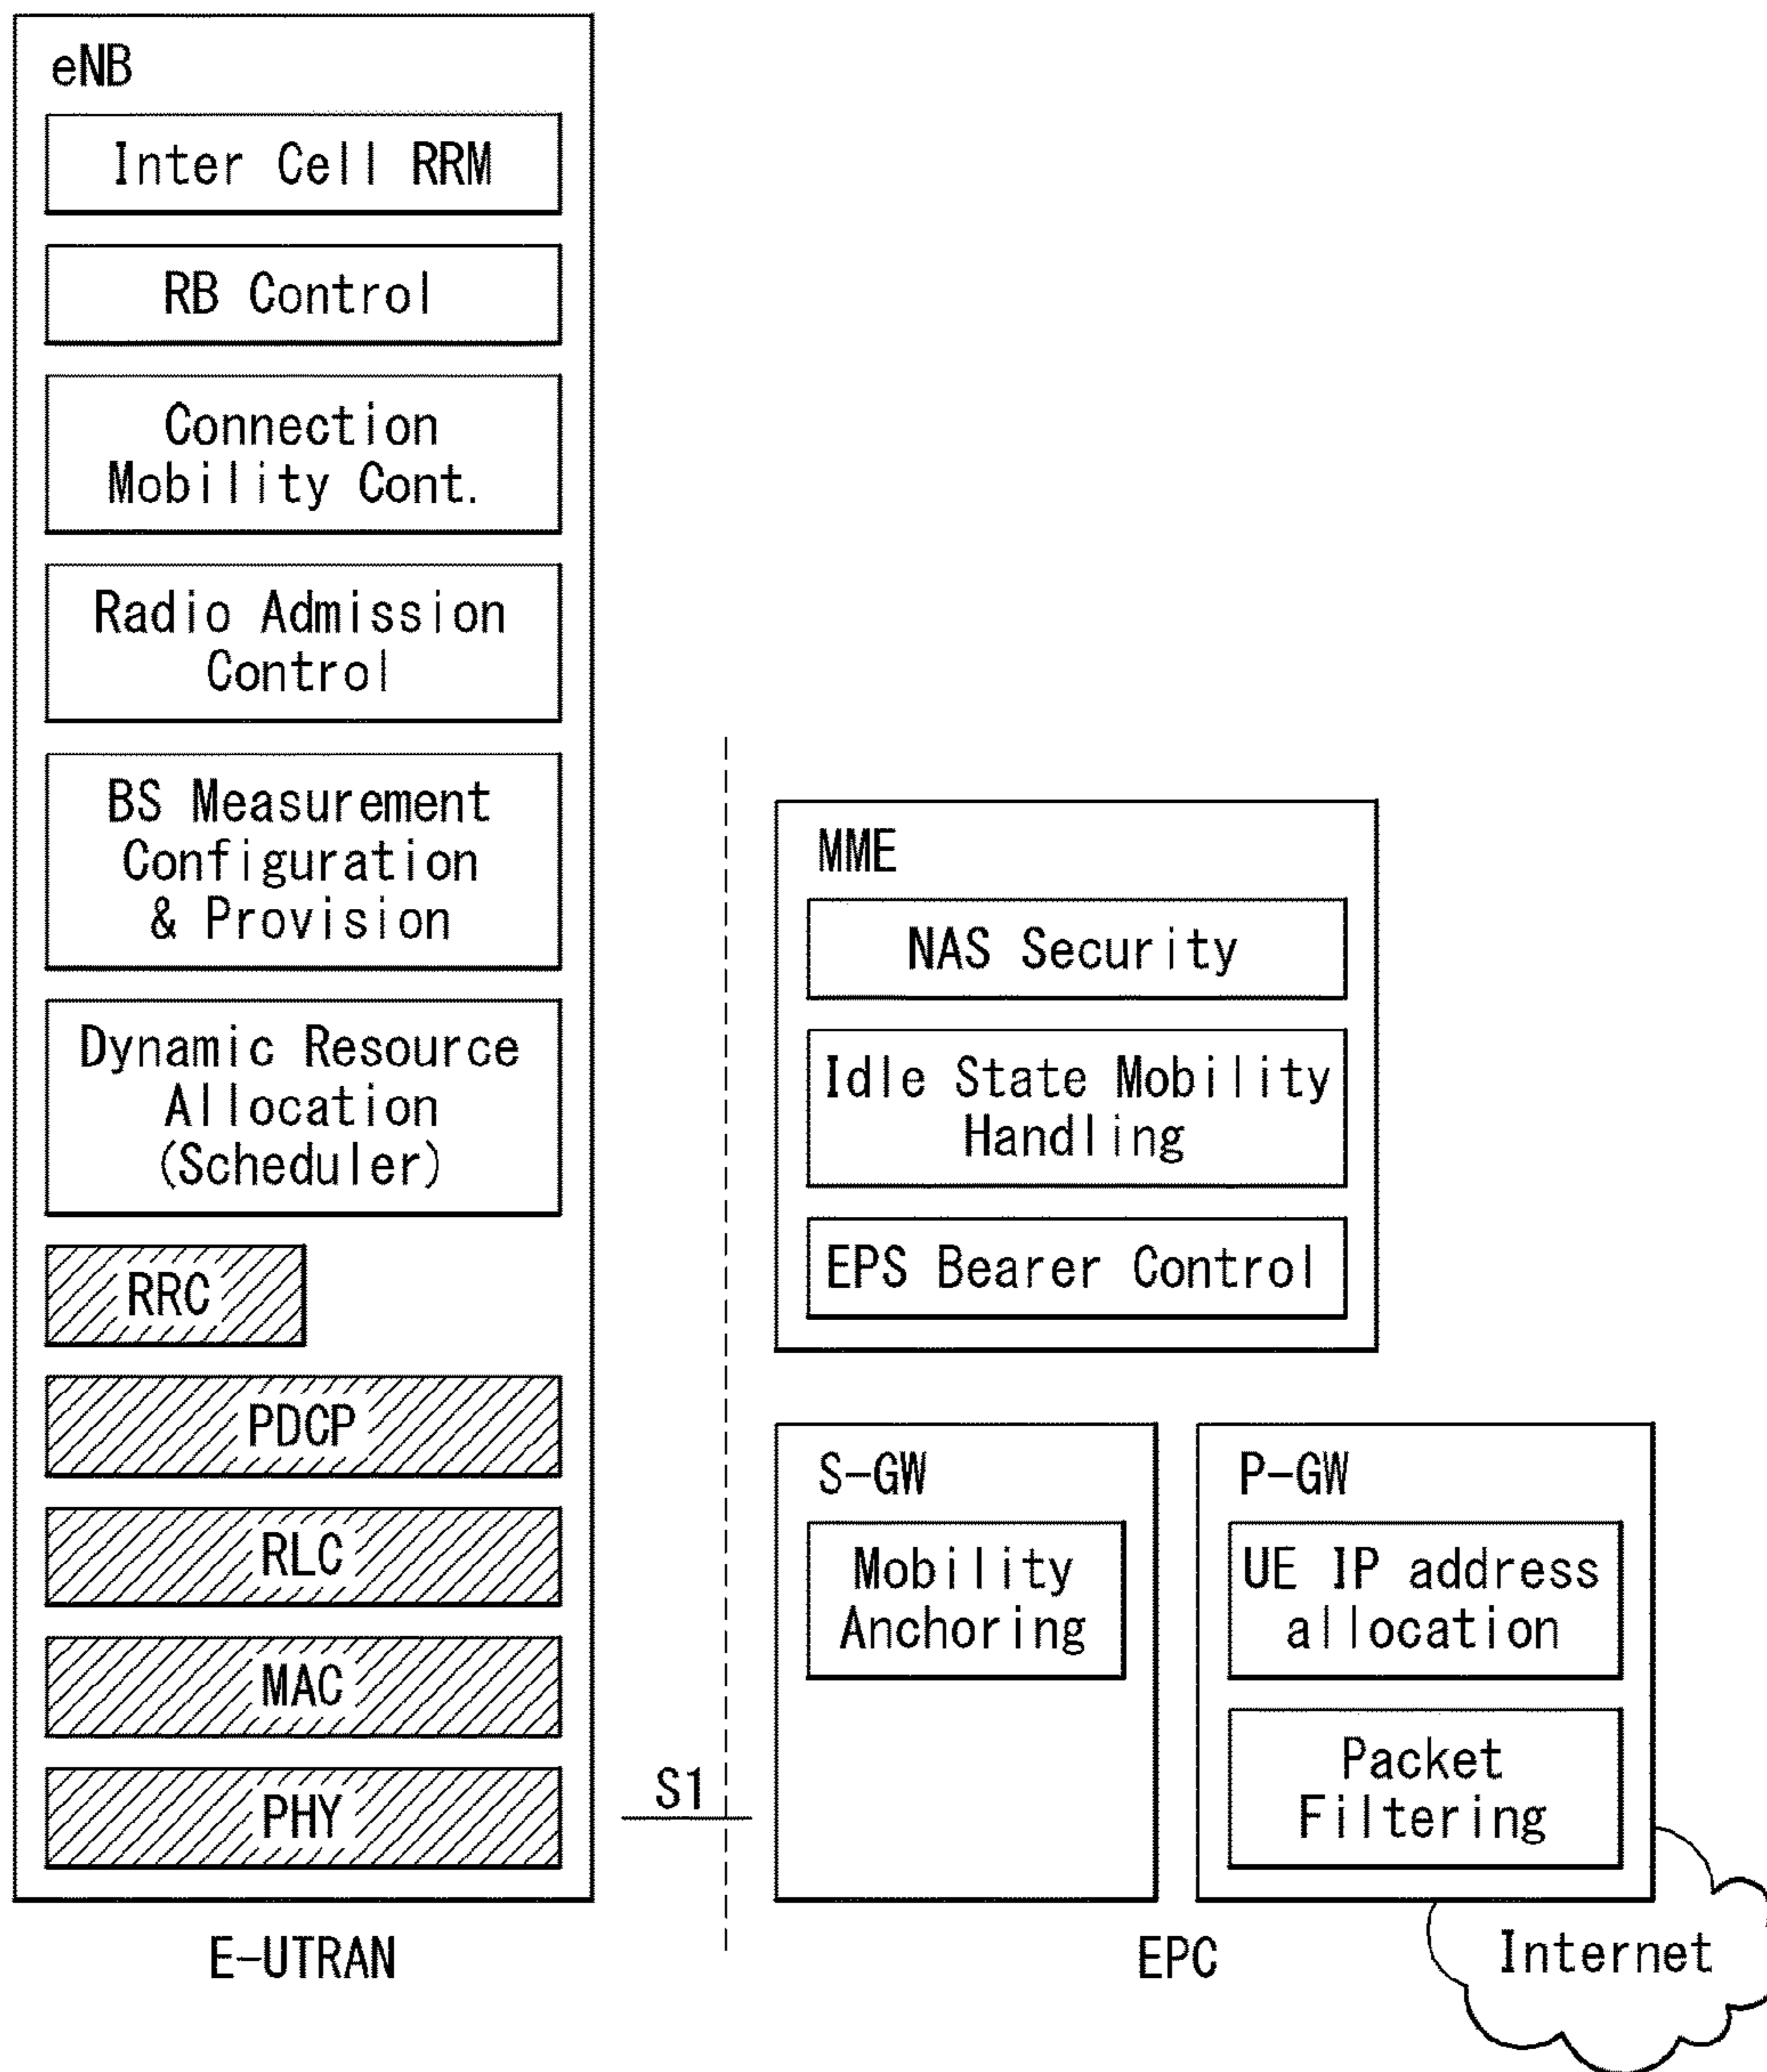 eNB
Inter Cell RRM
RB Control
Connection
Mobility Cont.
Radio Admission
Control
BS Measurement
Configuration
& Provision
Dynamic Resource
Allocation
(Scheduler)
RRC
PDCP
RLC
MAC
PHY
S1
MME
NAS Security
Idle State Mobility
Handling
EPS Bearer Control
S-GW
Mobility
Anchoring
P-GW
UE IP address
allocation
Packet
Filtering
E-UTRAN
EPC
Internet